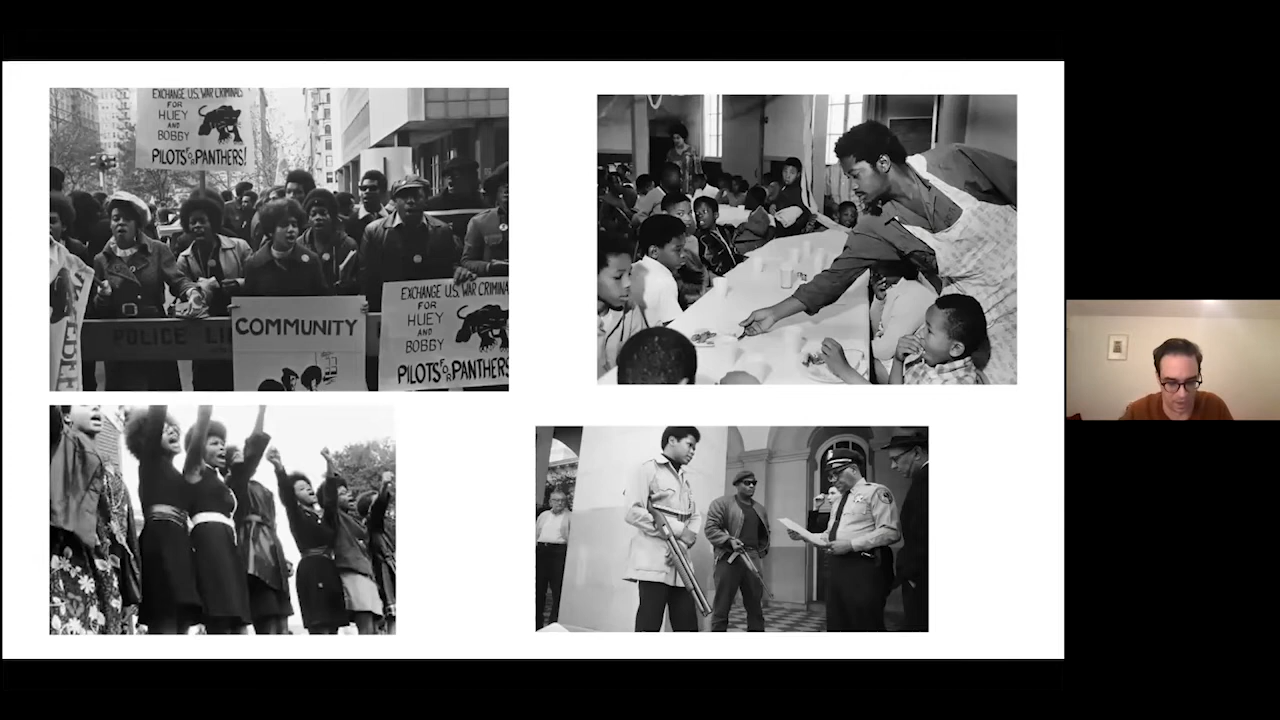 EXCHANGE U.S. WAR CRIMINALS
FOR
HUEY
AND
BOBBY
PILOTS FOR PANTHERS!
POLICE LI
COMMUNITY
EXCHANGE U.S. WAR CRIMINA
FOR
HUEY
AND
BOBBY
PILOTS FOR PANTHERS